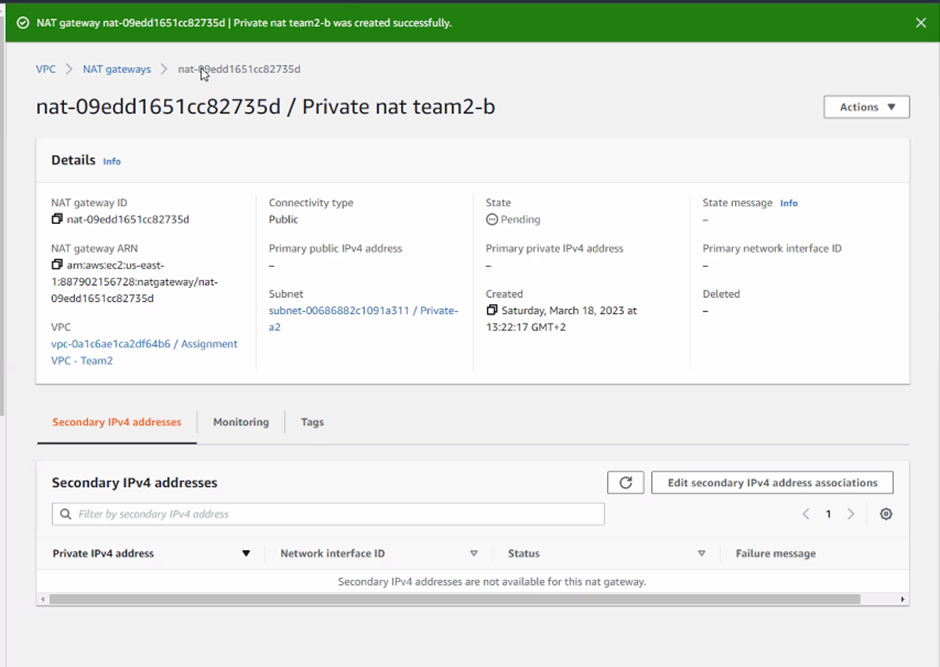 NAT gateway nat-09edd1651cc82735d | Private nat team2-b was created successfully.
VPC > NAT gateways > nat-09edd1651cc82735d
nat-09edd1651cc82735d / Private nat team2-b
Actions
Details Info
NAT gateway ID
nat-09edd1651cc82735d
NAT gateway ARN
arn:aws:ec2:us-east-
1:887902156728:natgateway/nat-
09edd1651cc82735d
VPC
vpc-0a1c6ae1ca2df64b6 / Assignment
VPC - Team2
Connectivity type
Public
Primary public IPv4 address
–
Subnet
subnet-00686882c1091a311 / Private-
a2
State
Pending
Primary private IPv4 address
–
Created
Saturday, March 18, 2023 at
13:22:17 GMT+2
State message Info
–
Primary network interface ID
–
Deleted
–
Secondary IPv4 addresses
Monitoring
Tags
Secondary IPv4 addresses
Edit secondary IPv4 address associations
Filter by secondary IPv4 address
1
Private IPv4 address
Network interface ID
Status
Failure message
Secondary IPv4 addresses are not available for this nat gateway.